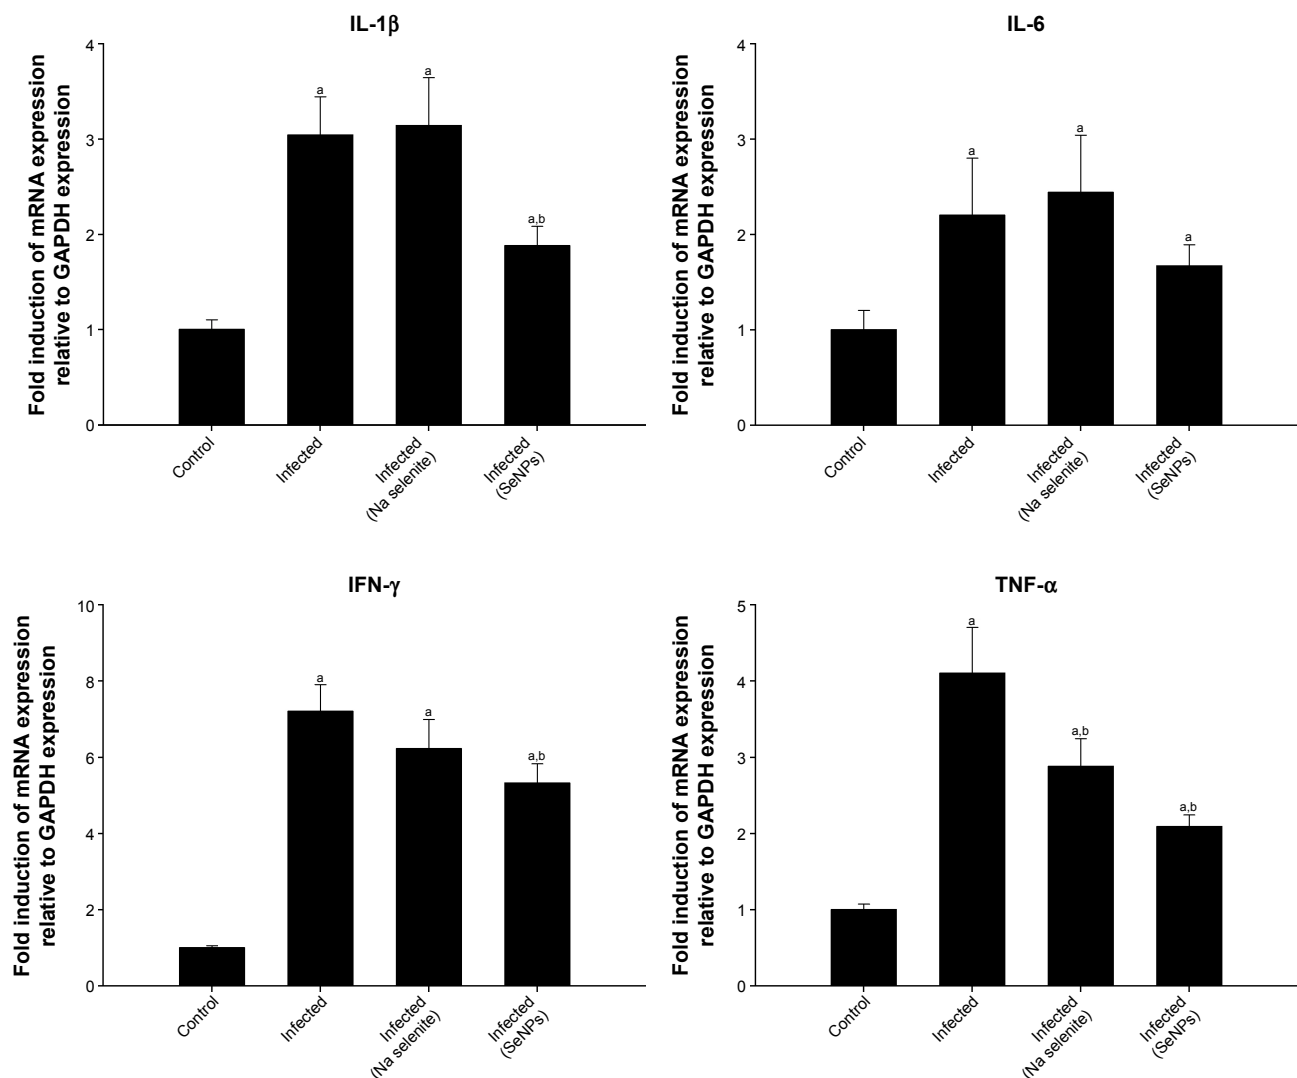 IL-1β
Fold induction of mRNA expression
relative to GAPDH expression
4
3
2
1
0
a
a
a,b
Control
Infected
Infected
(Na selenite)
Infected
(SeNPs)
IL-6
Fold induction of mRNA expression
relative to GAPDH expression
4
3
2
1
0
a
a
a
Control
Infected
Infected
(Na selenite)
Infected
(SeNPs)
IFN-γ
Fold induction of mRNA expression
relative to GAPDH expression
10
8
6
4
2
0
a
a
a,b
Control
Infected
Infected
(Na selenite)
Infected
(SeNPs)
TNF-α
Fold induction of mRNA expression
relative to GAPDH expression
5
4
3
2
1
0
a
a,b
a,b
Control
Infected
Infected
(Na selenite)
Infected
(SeNPs)